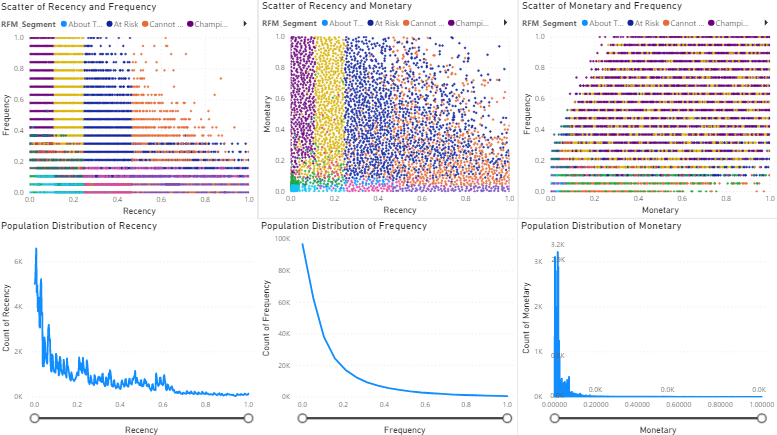 Scatter of Recency and Frequency
RFM_Segment About T... At Risk Cannot ... Champi...
1.0
0.8
0.6
0.4
0.2
0.0
Frequency
0.0 0.2 0.4 0.6 0.8 1.0
Recency
Scatter of Recency and Monetary
RFM_Segment About T... At Risk Cannot ... Champi...
1.0
0.8
0.6
0.4
0.2
0.0
Monetary
0.0 0.2 0.4 0.6 0.8 1.0
Recency
Scatter of Monetary and Frequency
RFM_Segment About T... At Risk Cannot ... Champi...
1.0
0.8
0.6
0.4
0.2
0.0
Frequency
0.0 0.2 0.4 0.6 0.8 1.0
Monetary
Population Distribution of Recency
6K
4K
2K
0K
Count of Recency
0.0 0.2 0.4 0.6 0.8 1.0
Recency
Population Distribution of Frequency
100K
80K
60K
40K
20K
0K
Count of Frequency
0.0 0.2 0.4 0.6 0.8 1.0
Frequency
Population Distribution of Monetary
3.2K
3K
2K
1K
0K
Count of Monetary
0.0K 0.0K 0.0K
0.00000 0.20000 0.40000 0.60000 0.80000 1.00000
Monetary